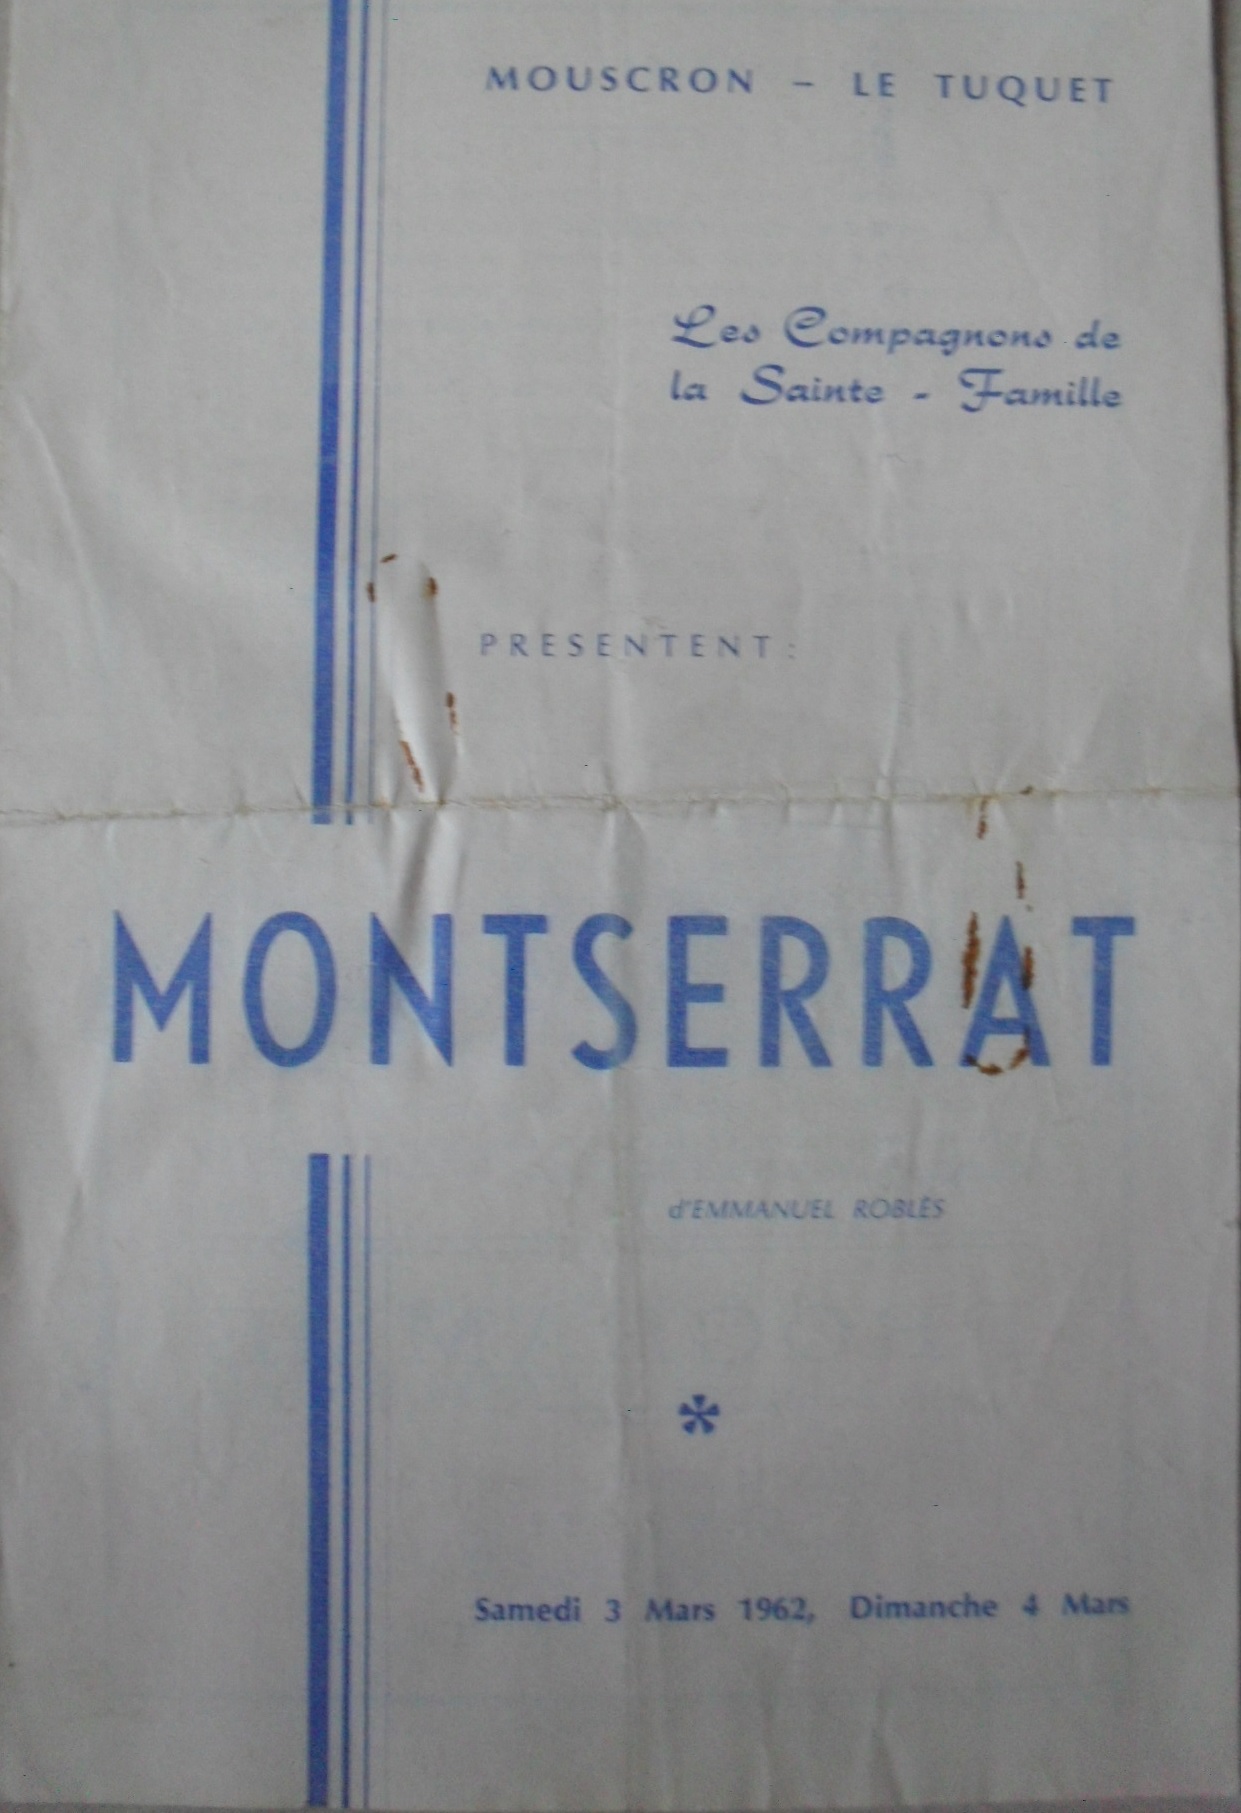 MOUSCRON – LE TUQUET
Les Compagnons de
la Sainte - Famille
PRESENTENT :
MONTSERRAT
d'EMMANUEL ROBLÈS
*
Samedi 3 Mars 1962, Dimanche 4 Mars